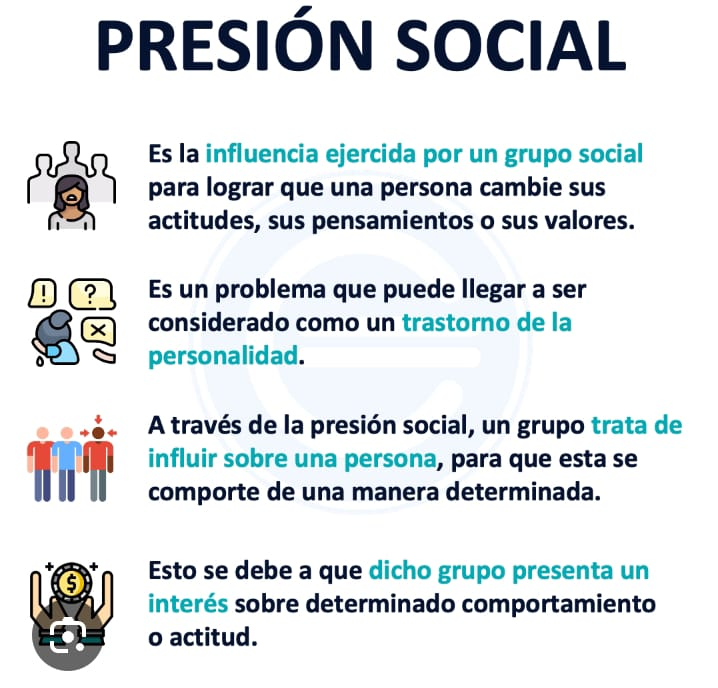 PRESIÓN SOCIAL
Es la influencia ejercida por un grupo social
para lograr que una persona cambie sus
actitudes, sus pensamientos o sus valores.
Es un problema que puede llegar a ser
considerado como un trastorno de la
personalidad.
A través de la presión social, un grupo trata de
influir sobre una persona, para que esta se
comporte de una manera determinada.
Esto se debe a que dicho grupo presenta un
interés sobre determinado comportamiento
o actitud.